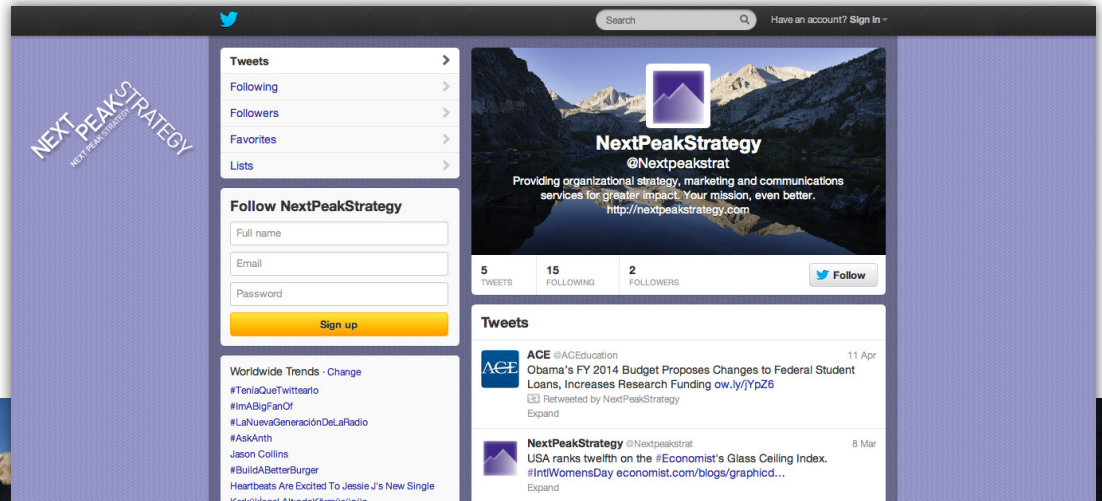 Search
Have an account? Sign in
NEXT PEAK STRATEGY
NEXT PEAK STRATEGY
Tweets
Following
Followers
Favorites
Lists
NextPeakStrategy
@Nextpeakstrat
Providing organizational strategy, marketing and communications
services for greater impact. Your mission, even better.
http://nextpeakstrategy.com
Follow NextPeakStrategy
Full name
Email
Password
Sign up
5
TWEETS
15
FOLLOWING
2
FOLLOWERS
Follow
Worldwide Trends · Change
#TeníaQueTwittearlo
#ImABigFanOf
#LaNuevaGeneraciónDeLaRadio
#AskAnth
Jason Collins
#BuildABetterBurger
Heartbeats Are Excited To Jessie J's New Single
Tweets
ACE
ACE @ACEducation 11 Apr
Obama's FY 2014 Budget Proposes Changes to Federal Student
Loans, Increases Research Funding ow.ly/jYpZ6
Retweeted by NextPeakStrategy
Expand
NextPeakStrategy @Nextpeakstrat 8 Mar
USA ranks twelfth on the #Economist's Glass Ceiling Index.
#IntlWomensDay economist.com/blogs/graphicd…
Expand